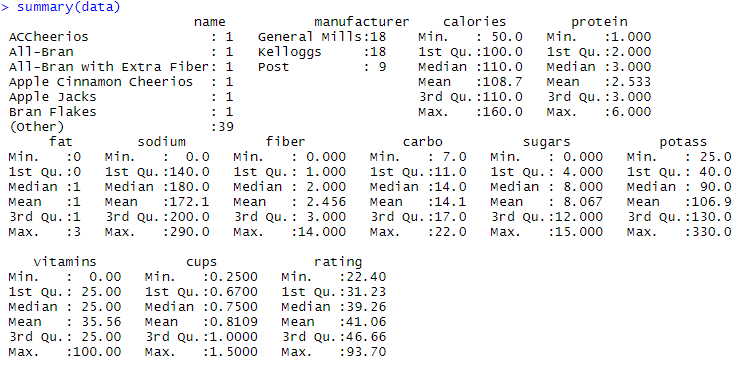 > summary(data)
                        name           manufacturer    calories        protein
 ACCheerios               : 1   General Mills:18   Min.   : 50.0   Min.   :1.000
 All-Bran                 : 1   Kelloggs     :18   1st Qu.:100.0   1st Qu.:2.000
 All-Bran with Extra Fiber: 1   Post         : 9   Median :110.0   Median :3.000
 Apple Cinnamon Cheerios  : 1                      Mean   :108.7   Mean   :2.533
 Apple Jacks              : 1                      3rd Qu.:110.0   3rd Qu.:3.000
 Bran Flakes              : 1                      Max.   :160.0   Max.   :6.000
 (Other)                  :39
      fat        sodium          fiber            carbo          sugars           potass
 Min.   :0   Min.   :  0.0   Min.   : 0.000   Min.   : 7.0   Min.   : 0.000   Min.   : 25.0
 1st Qu.:0   1st Qu.:140.0   1st Qu.: 1.000   1st Qu.:11.0   1st Qu.: 4.000   1st Qu.: 40.0
 Median :1   Median :180.0   Median : 2.000   Median :14.0   Median : 8.000   Median : 90.0
 Mean   :1   Mean   :172.1   Mean   : 2.456   Mean   :14.1   Mean   : 8.067   Mean   :106.9
 3rd Qu.:1   3rd Qu.:200.0   3rd Qu.: 3.000   3rd Qu.:17.0   3rd Qu.:12.000   3rd Qu.:130.0
 Max.   :3   Max.   :290.0   Max.   :14.000   Max.   :22.0   Max.   :15.000   Max.   :330.0
    vitamins           cups            rating
 Min.   :  0.00   Min.   :0.2500   Min.   :22.40
 1st Qu.: 25.00   1st Qu.:0.6700   1st Qu.:31.23
 Median : 25.00   Median :0.7500   Median :39.26
 Mean   : 35.56   Mean   :0.8109   Mean   :41.06
 3rd Qu.: 25.00   3rd Qu.:1.0000   3rd Qu.:46.66
 Max.   :100.00   Max.   :1.5000   Max.   :93.70